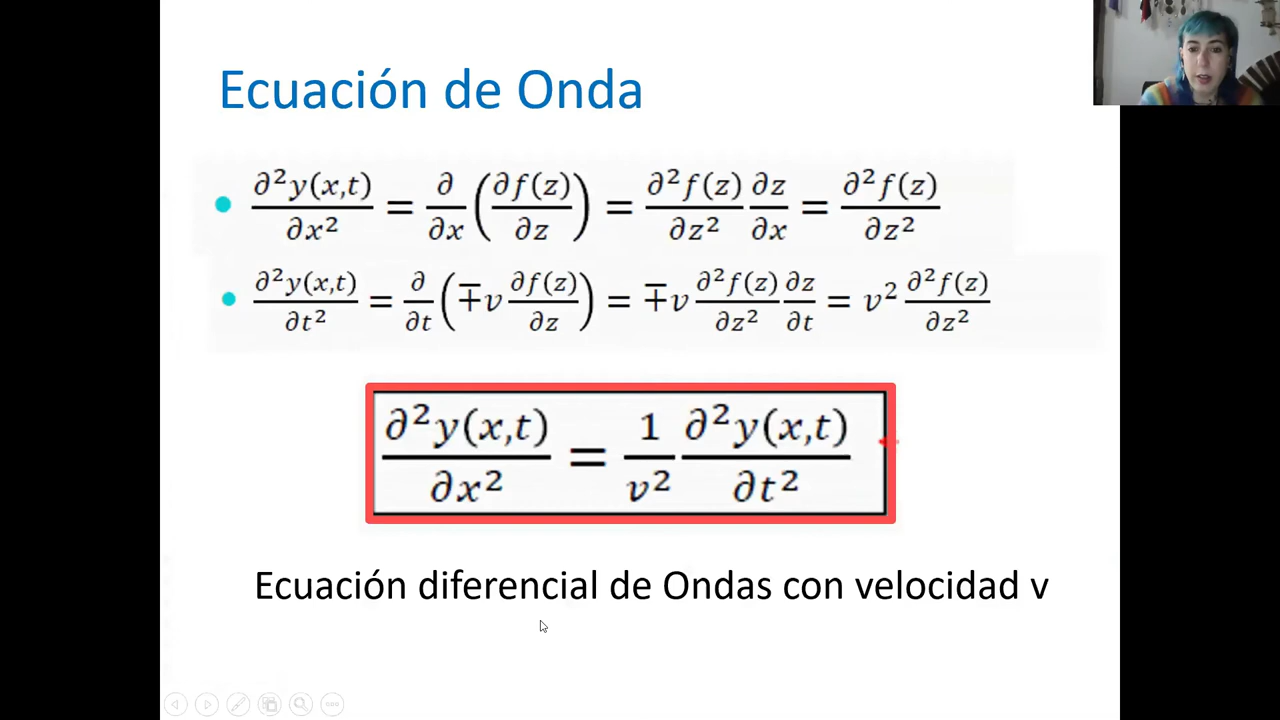 Ecuación de Onda
• ∂²y(x,t)/∂x² = ∂/∂x (∂f(z)/∂z) = ∂²f(z)/∂z² ∂z/∂x = ∂²f(z)/∂z²
• ∂²y(x,t)/∂t² = ∂/∂t (∓v ∂f(z)/∂z) = ∓v ∂²f(z)/∂z² ∂z/∂t = v² ∂²f(z)/∂z²
∂²y(x,t)/∂x² = 1/v² ∂²y(x,t)/∂t²
Ecuación diferencial de Ondas con velocidad v